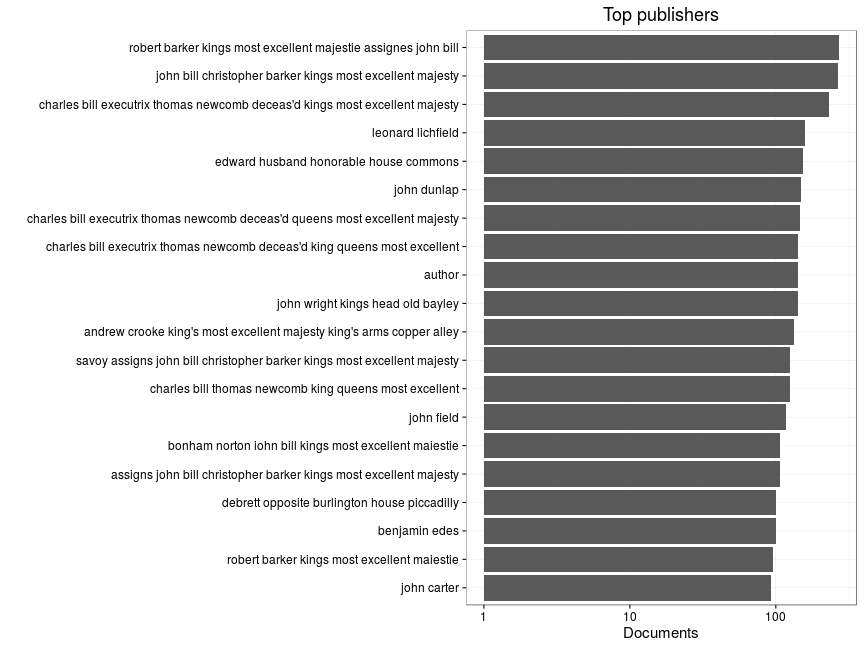 Top publishers
robert barker kings most excellent majestie assignes john bill
john bill christopher barker kings most excellent majesty
charles bill executrix thomas newcomb deceas'd kings most excellent majesty
leonard lichfield
edward husband honorable house commons
john dunlap
charles bill executrix thomas newcomb deceas'd queens most excellent majesty
charles bill executrix thomas newcomb deceas'd king queens most excellent
author
john wright kings head old bayley
andrew crooke king's most excellent majesty king's arms copper alley
savoy assigns john bill christopher barker kings most excellent majesty
charles bill thomas newcomb king queens most excellent
john field
bonham norton iohn bill kings most excellent maiestie
assigns john bill christopher barker kings most excellent majesty
debrett opposite burlington house piccadilly
benjamin edes
robert barker kings most excellent maiestie
john carter
1 10 100
Documents